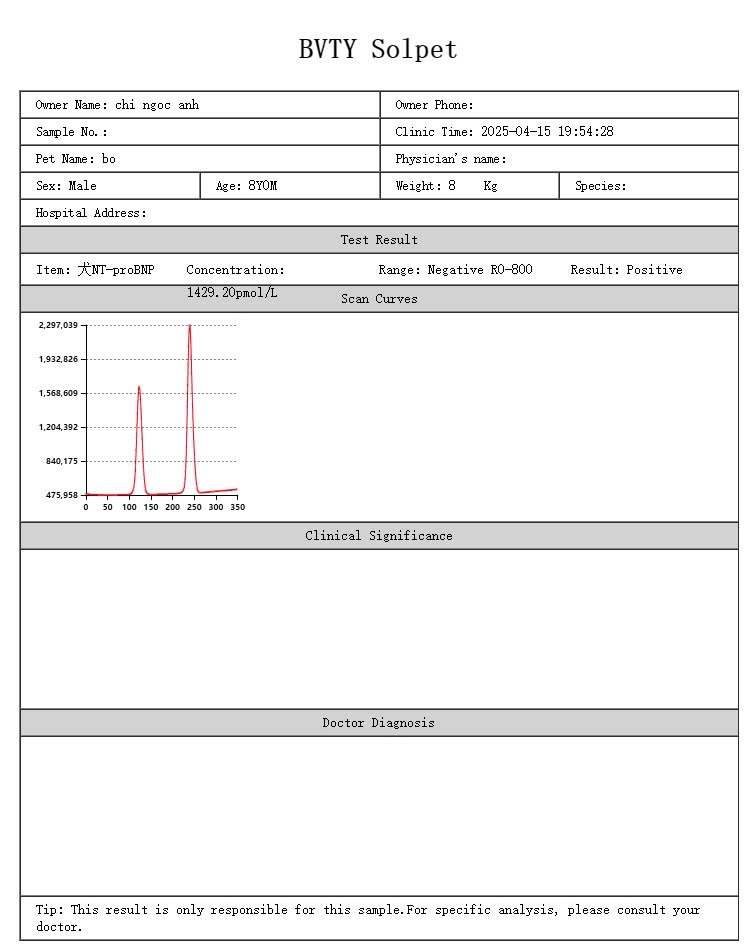 BVTY Solpet
Owner Name: chi ngoc anh
Owner Phone:
Sample No.:
Clinic Time: 2025-04-15 19:54:28
Pet Name: bo
Physician's name:
Sex: Male
Age: 8Y0M
Weight: 8 Kg
Species:
Hospital Address:
Test Result
Item: 犬NT-proBNP
Concentration:
1429.20pmol/L
Range: Negative R0-800
Result: Positive
Scan Curves
2,297,039
1,932,826
1,568,609
1,204,392
840,175
475,958
0 50 100 150 200 250 300 350
Clinical Significance
Doctor Diagnosis
Tip: This result is only responsible for this sample.For specific analysis, please consult your
doctor.